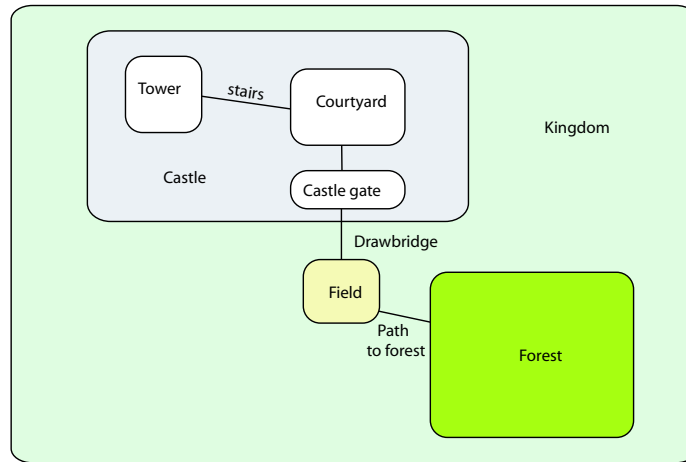 Tower
stairs
Courtyard
Kingdom
Castle
Castle gate
Drawbridge
Field
Path
to forest
Forest